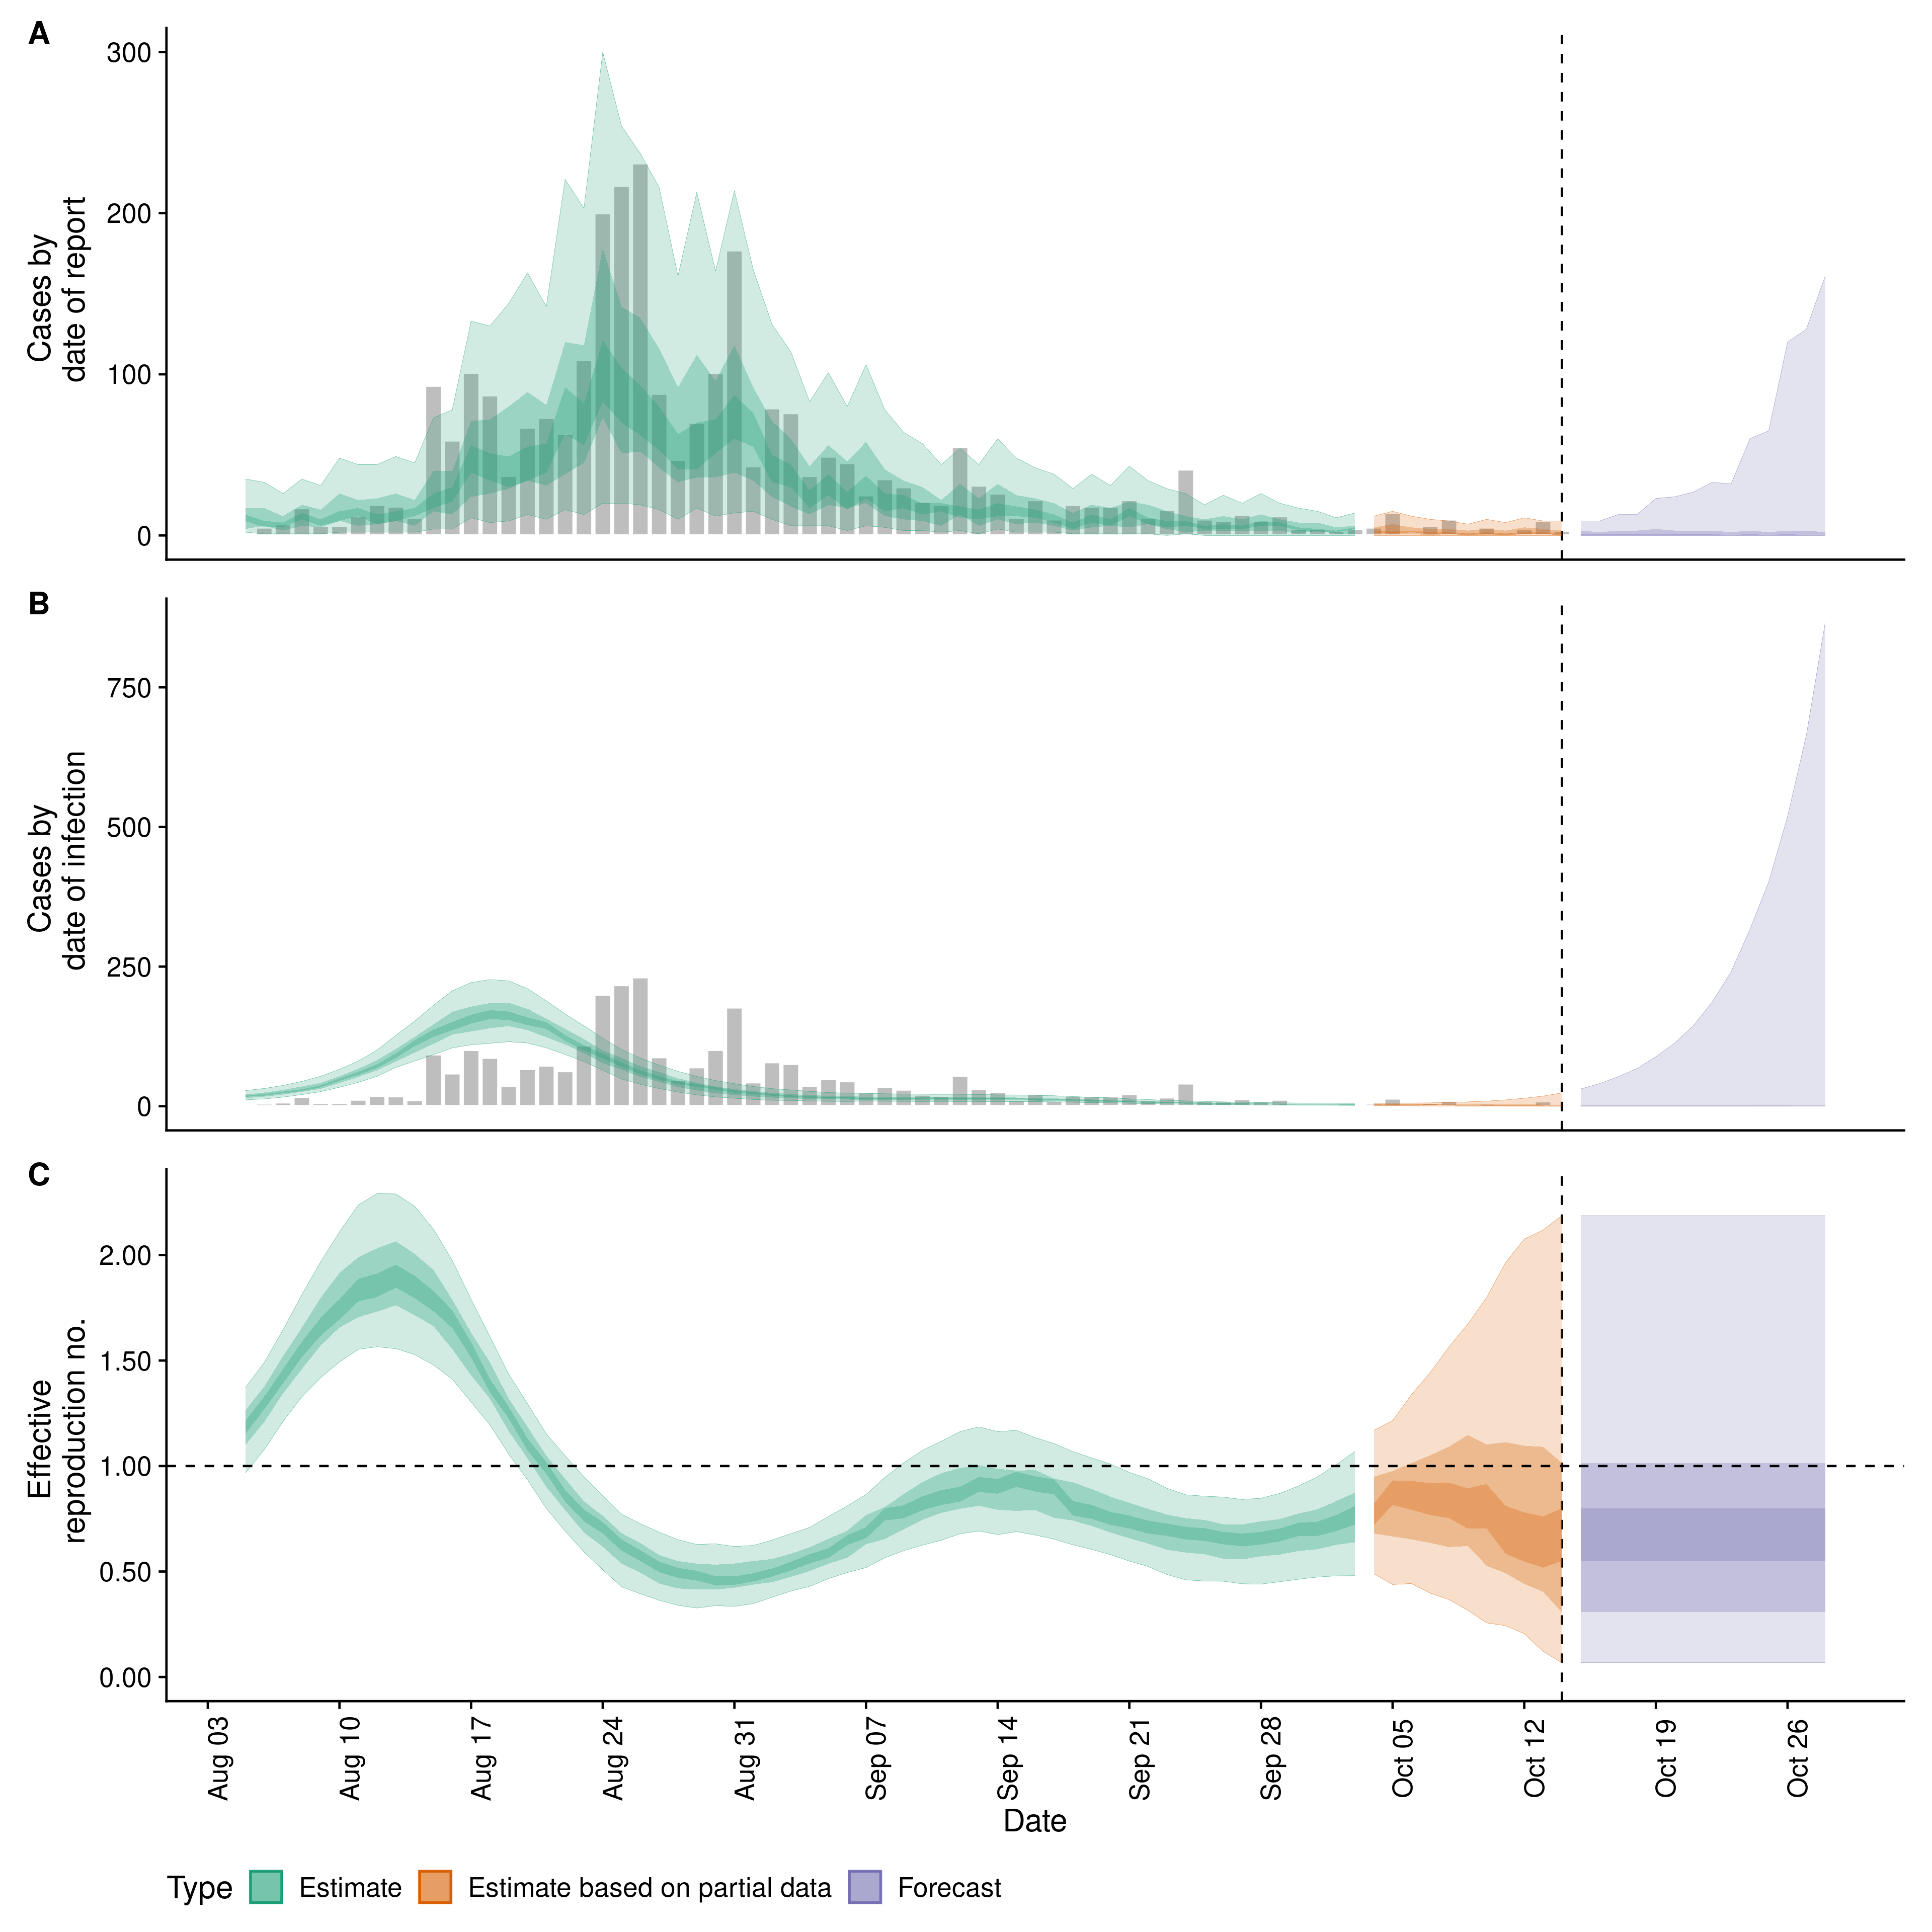 A
300
200
100
0
Cases by
date of report
B
750
500
250
0
Cases by
date of infection
C
2.00
1.50
1.00
0.50
0.00
Effective
reproduction no.
Aug 03
Aug 10
Aug 17
Aug 24
Aug 31
Sep 07
Sep 14
Sep 21
Sep 28
Oct 05
Oct 12
Oct 19
Oct 26
Date
Type Estimate Estimate based on partial data Forecast